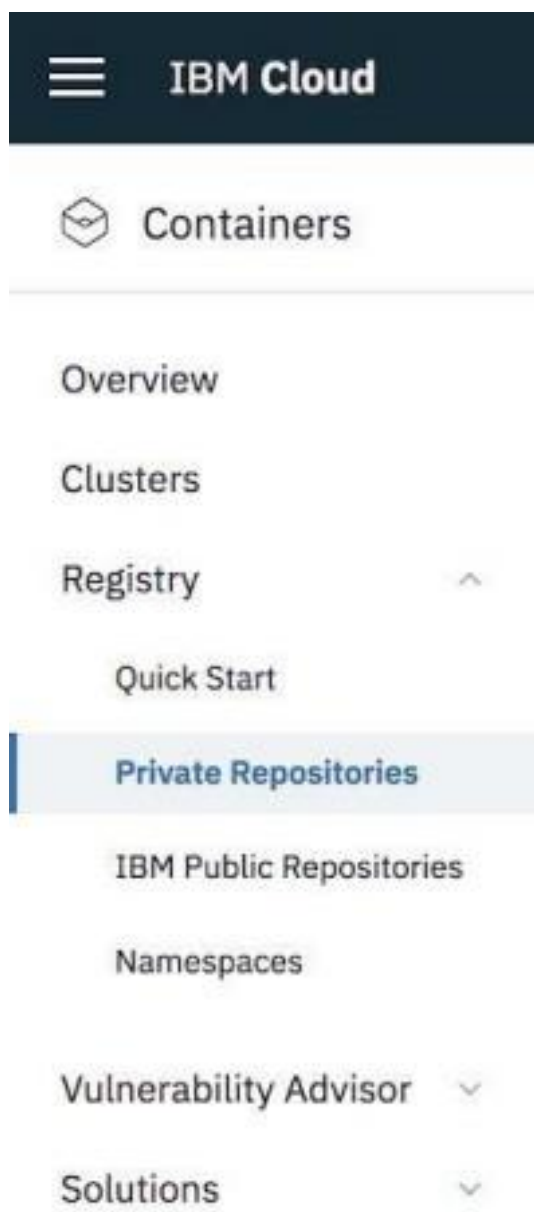 IBM Cloud
Containers
Overview
Clusters
Registry
Quick Start
Private Repositories
IBM Public Repositories
Namespaces
Vulnerability Advisor
Solutions